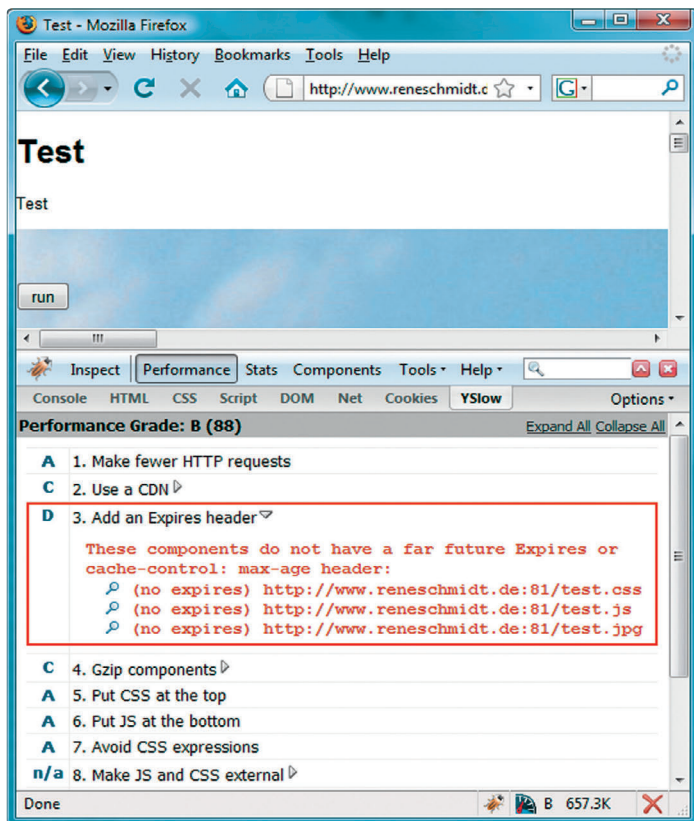 Test - Mozilla Firefox
File Edit View History Bookmarks Tools Help
http://www.reneschmidt.c
G
Test
Test
run
Inspect Performance Stats Components Tools Help
Console HTML CSS Script DOM Net Cookies YSlow Options
Performance Grade: B (88) Expand All Collapse All
A 1. Make fewer HTTP requests
C 2. Use a CDN
D 3. Add an Expires header
These components do not have a far future Expires or
cache-control: max-age header:
(no expires) http://www.reneschmidt.de:81/test.css
(no expires) http://www.reneschmidt.de:81/test.js
(no expires) http://www.reneschmidt.de:81/test.jpg
C 4. Gzip components
A 5. Put CSS at the top
A 6. Put JS at the bottom
A 7. Avoid CSS expressions
n/a 8. Make JS and CSS external
Done B 657.3K